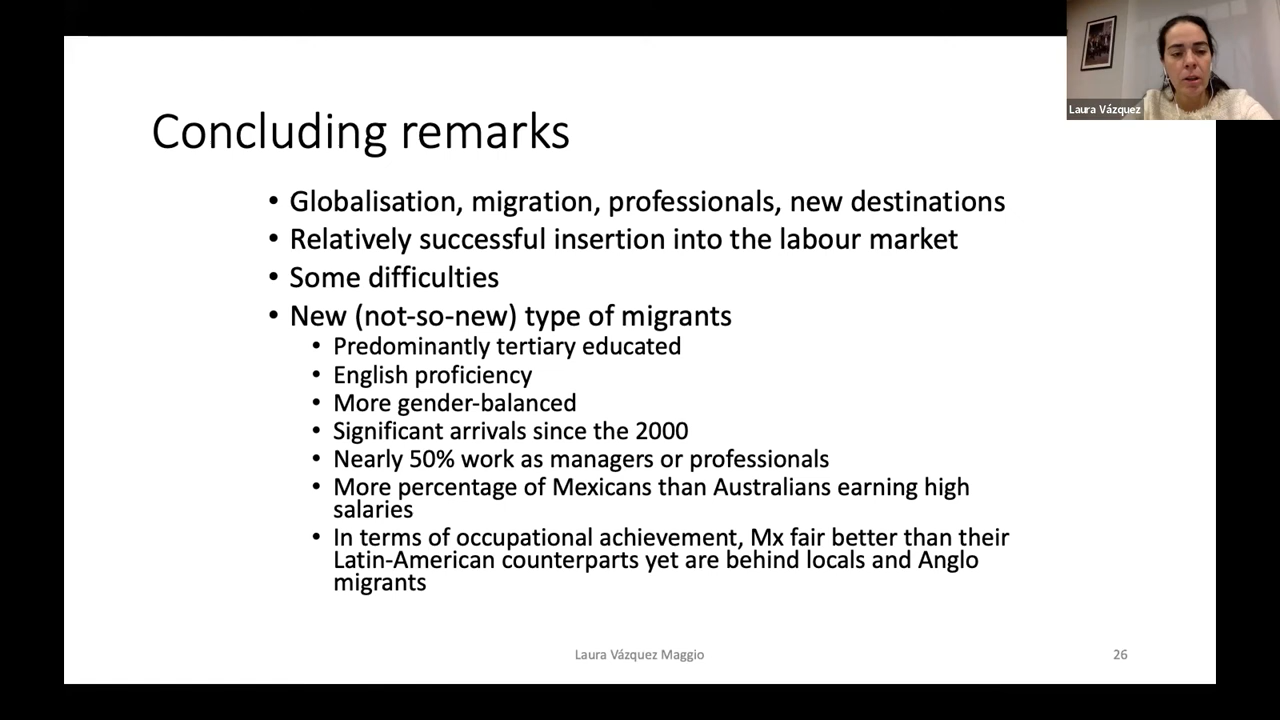 Laura Vázquez
Concluding remarks
• Globalisation, migration, professionals, new destinations
• Relatively successful insertion into the labour market
• Some difficulties
• New (not-so-new) type of migrants
• Predominantly tertiary educated
• English proficiency
• More gender-balanced
• Significant arrivals since the 2000
• Nearly 50% work as managers or professionals
• More percentage of Mexicans than Australians earning high
salaries
• In terms of occupational achievement, Mx fair better than their
Latin-American counterparts yet are behind locals and Anglo
migrants
Laura Vázquez Maggio
26